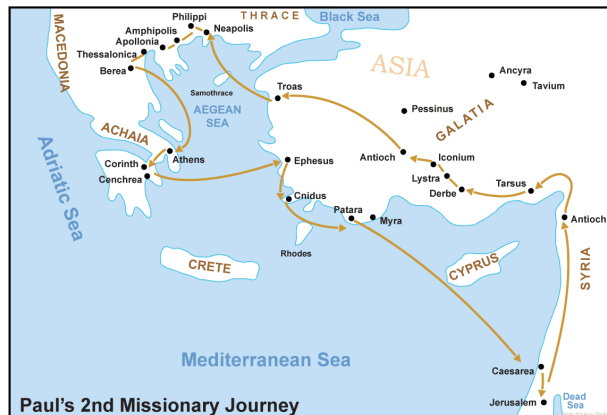 THRACE
Black Sea
Philippi
Neapolis
Amphipolis
Apollonia
Thessalonica
Berea
MACEDONIA
Samothrace
AEGEAN
SEA
Troas
ASIA
Ancyra
Tavium
Pessinus
GALATIA
ACHAIA
Athens
Corinth
Cenchrea
Adriatic Sea
Ephesus
Cnidus
Antioch
Iconium
Lystra
Derbe
Tarsus
Antioch
Patara
Myra
Rhodes
CRETE
CYPRUS
SYRIA
Mediterranean Sea
Caesarea
Jerusalem
Dead
Sea
Paul's 2nd Missionary Journey